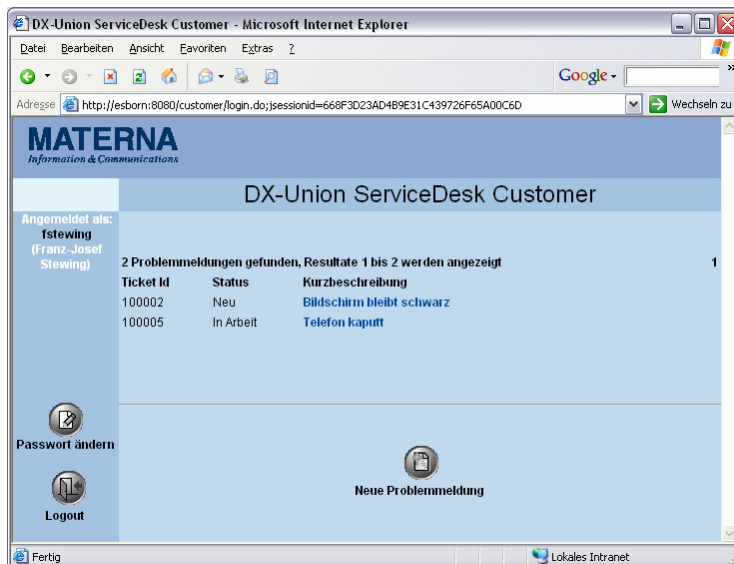 DX-Union ServiceDesk Customer - Microsoft Internet Explorer
Datei Bearbeiten Ansicht Favoriten Extras ?
Google -
»
Adresse http://esborn:8080/customer/login.do;jsessionid=668F3D23AD4B9E31C439726F65A00C6D Wechseln zu
MATERNA
Information & Communications
DX-Union ServiceDesk Customer
Angemeldet als:
fstewing
(Franz-Josef
Stewing)
2 Problemmeldungen gefunden, Resultate 1 bis 2 werden angezeigt 1
Ticket Id Status Kurzbeschreibung
100002 Neu Bildschirm bleibt schwarz
100005 In Arbeit Telefon kaputt
Passwort ändern
Neue Problemmeldung
Logout
Fertig Lokales Intranet